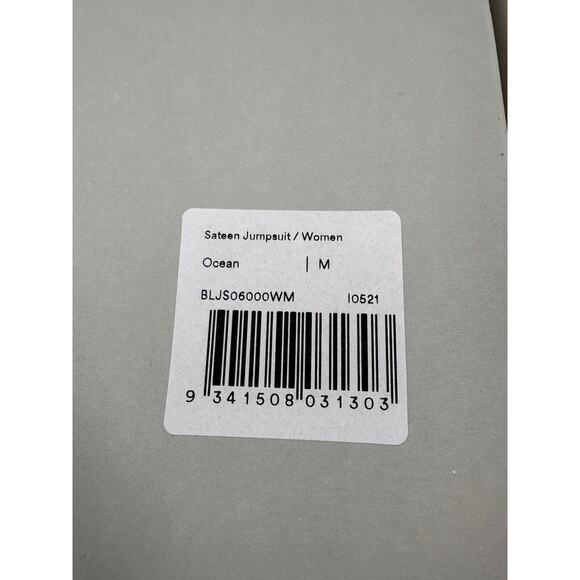 Sateen Jumpsuit / Women
Ocean | M
BLJS06000WM I0521
9 341508 031303